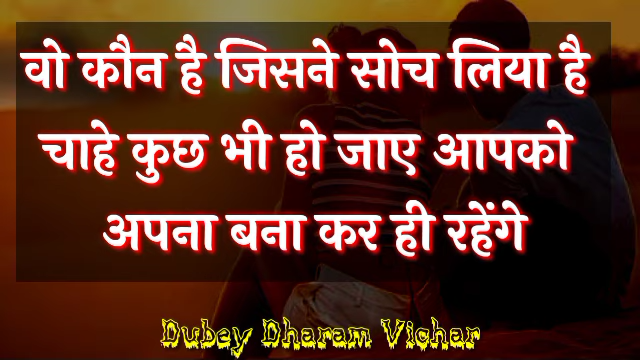 वो कौन है जिसने सोच लिया है
चाहे कुछ भी हो जाए आपको
अपना बना कर ही रहेंगे
Dubey Dharam Vichar